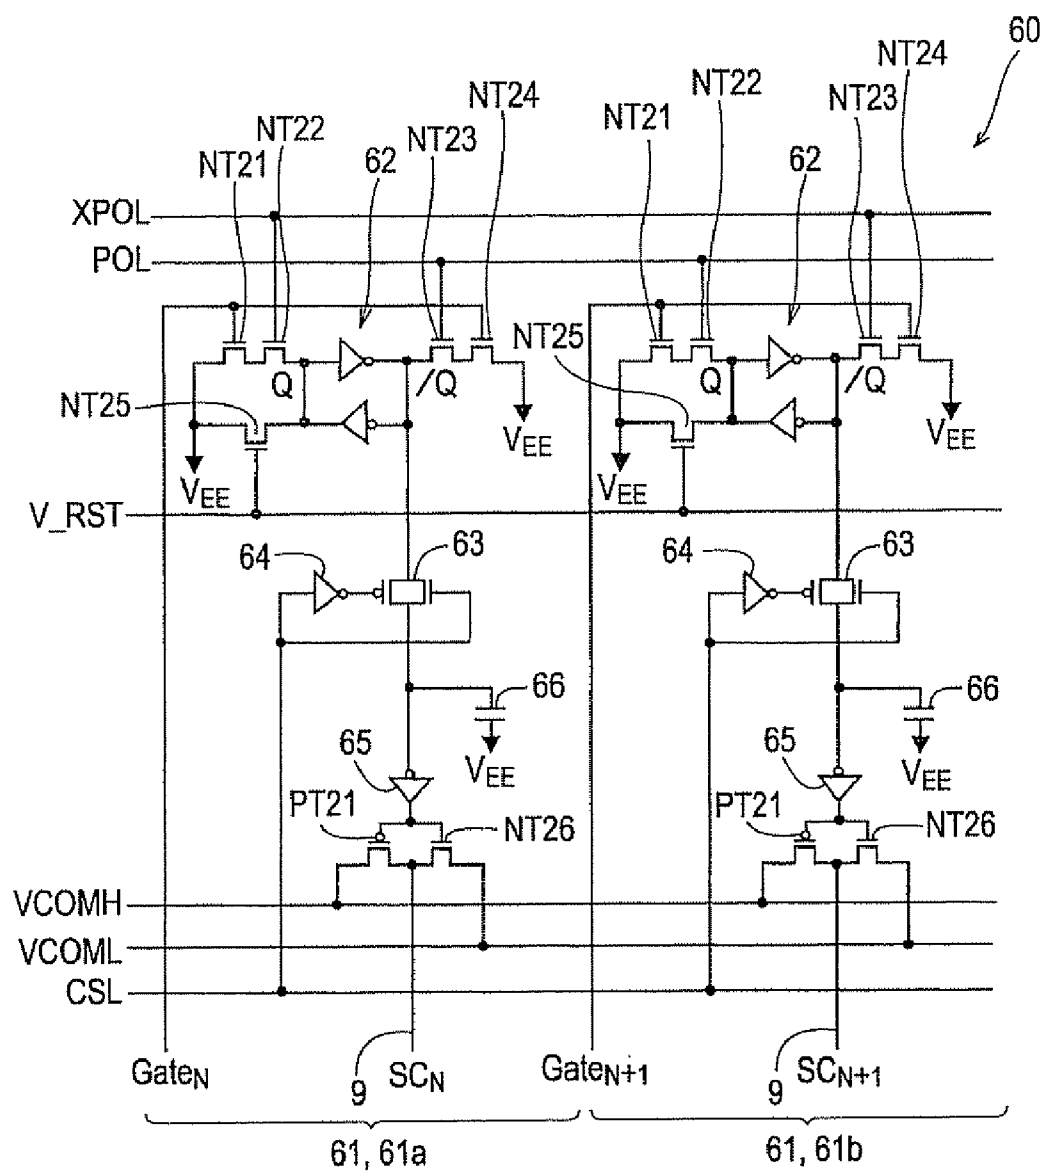 60
NT24
NT22
NT23
NT24
NT21
NT22
NT23
62
62
NT21
XPOL
POL
NT25
Q
/Q
Q
/Q
NT25
VEE
VEE
VEE
VEE
V_RST
64
63
64
63
66
66
65
VEE
65
VEE
PT21
NT26
PT21
NT26
VCOMH
VCOML
CSL
GateN
9
SCN
GateN+1
9
SCN+1
61, 61a
61, 61b